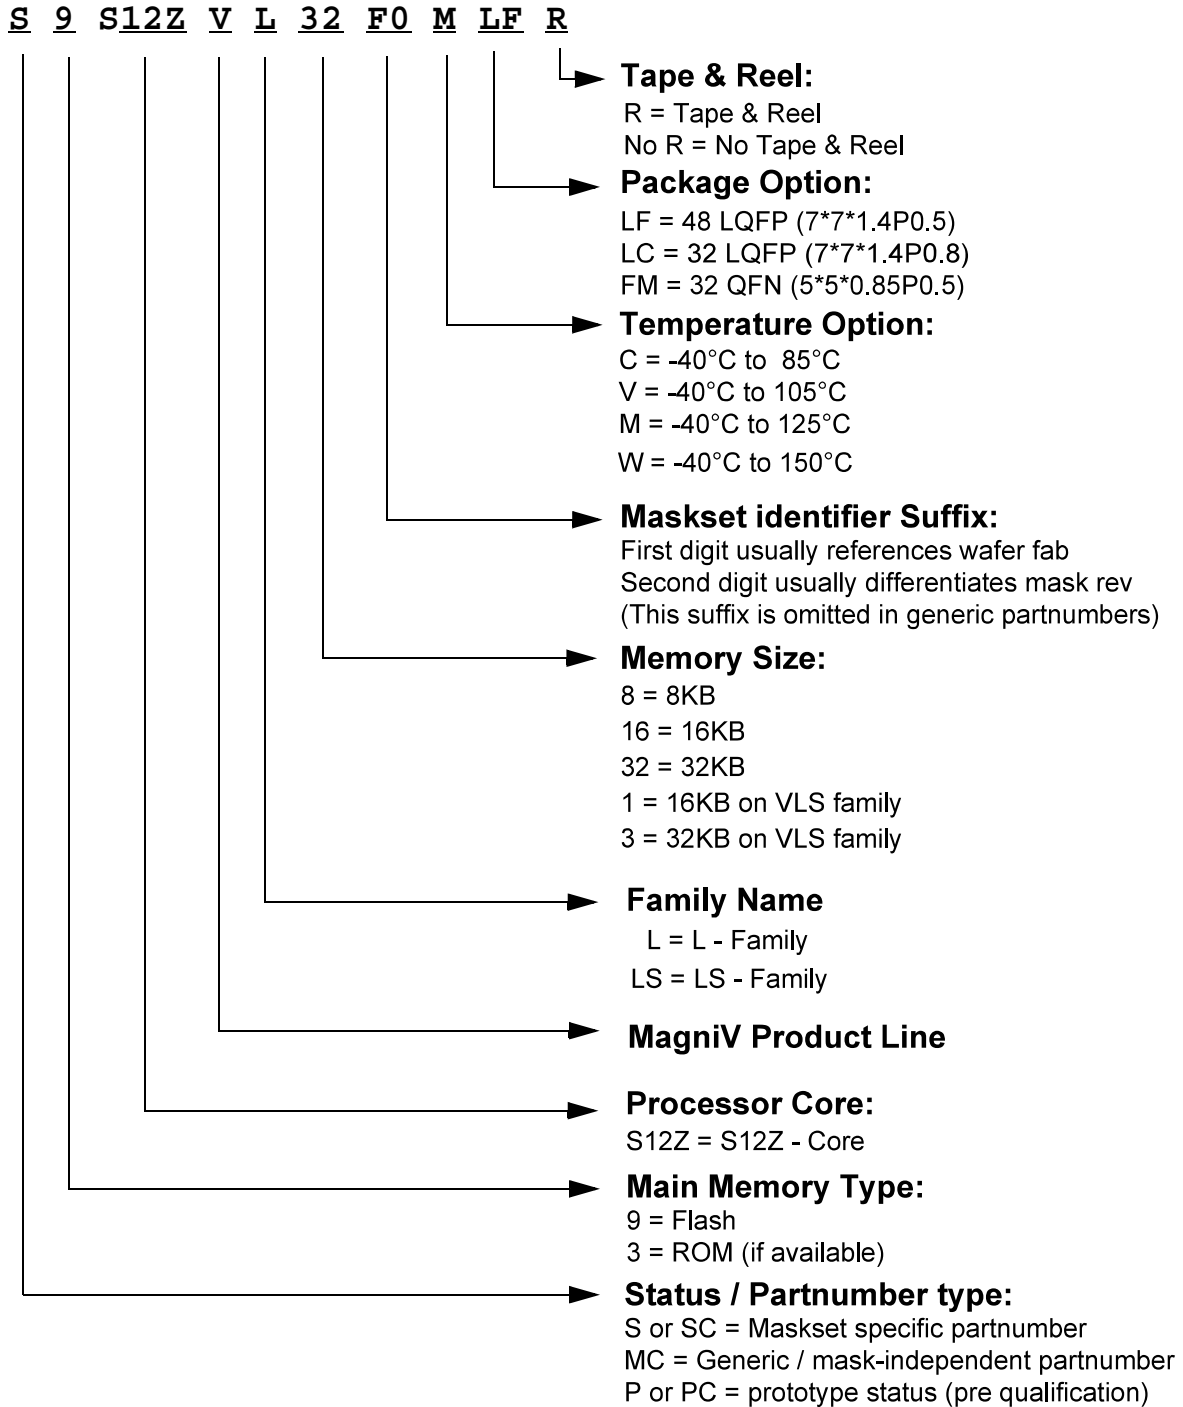 S 9 S12Z V L 32 F0 M LF R
Tape & Reel:
R = Tape & Reel
No R = No Tape & Reel
Package Option:
LF = 48 LQFP (7*7*1.4P0.5)
LC = 32 LQFP (7*7*1.4P0.8)
FM = 32 QFN (5*5*0.85P0.5)
Temperature Option:
C = -40°C to 85°C
V = -40°C to 105°C
M = -40°C to 125°C
W = -40°C to 150°C
Maskset identifier Suffix:
First digit usually references wafer fab
Second digit usually differentiates mask rev
(This suffix is omitted in generic partnumbers)
Memory Size:
8 = 8KB
16 = 16KB
32 = 32KB
1 = 16KB on VLS family
3 = 32KB on VLS family
Family Name
L = L - Family
LS = LS - Family
MagniV Product Line
Processor Core:
S12Z = S12Z - Core
Main Memory Type:
9 = Flash
3 = ROM (if available)
Status / Partnumber type:
S or SC = Maskset specific partnumber
MC = Generic / mask-independent partnumber
P or PC = prototype status (pre qualification)